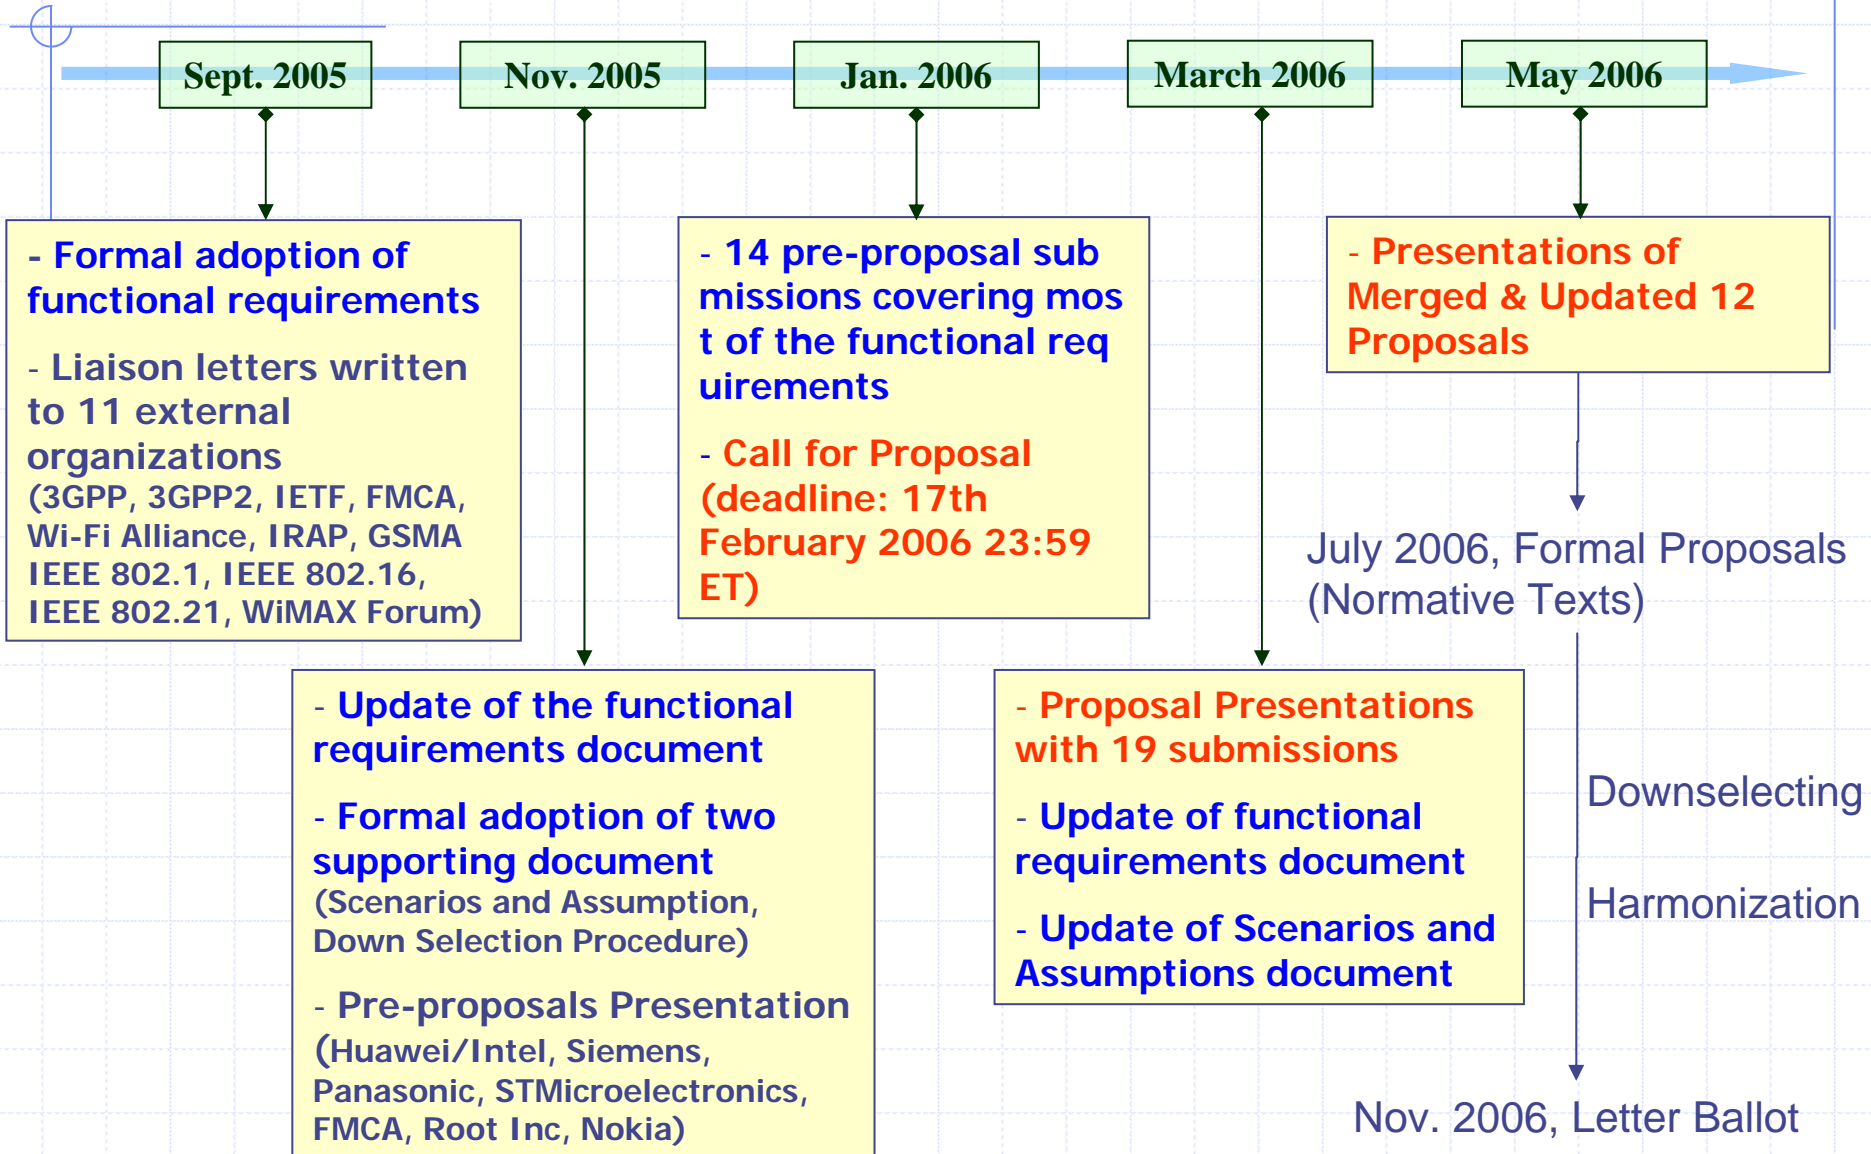 Sept. 2005
Nov. 2005
Jan. 2006
March 2006
May 2006
- Formal adoption of
functional requirements
- Liaison letters written
to 11 external
organizations
(3GPP, 3GPP2, IETF, FMCA,
Wi-Fi Alliance, IRAP, GSMA
IEEE 802.1, IEEE 802.16,
IEEE 802.21, WiMAX Forum)
- Update of the functional
requirements document
- Formal adoption of two
supporting document
(Scenarios and Assumption,
Down Selection Procedure)
- Pre-proposals Presentation
(Huawei/Intel, Siemens,
Panasonic, STMicroelectronics,
FMCA, Root Inc, Nokia)
- 14 pre-proposal sub
missions covering mos
t of the functional req
uirements
- Call for Proposal
(deadline: 17th
February 2006 23:59
ET)
- Proposal Presentations
with 19 submissions
- Update of functional
requirements document
- Update of Scenarios and
Assumptions document
- Presentations of
Merged & Updated 12
Proposals
July 2006, Formal Proposals
(Normative Texts)
Downselecting
Harmonization
Nov. 2006, Letter Ballot